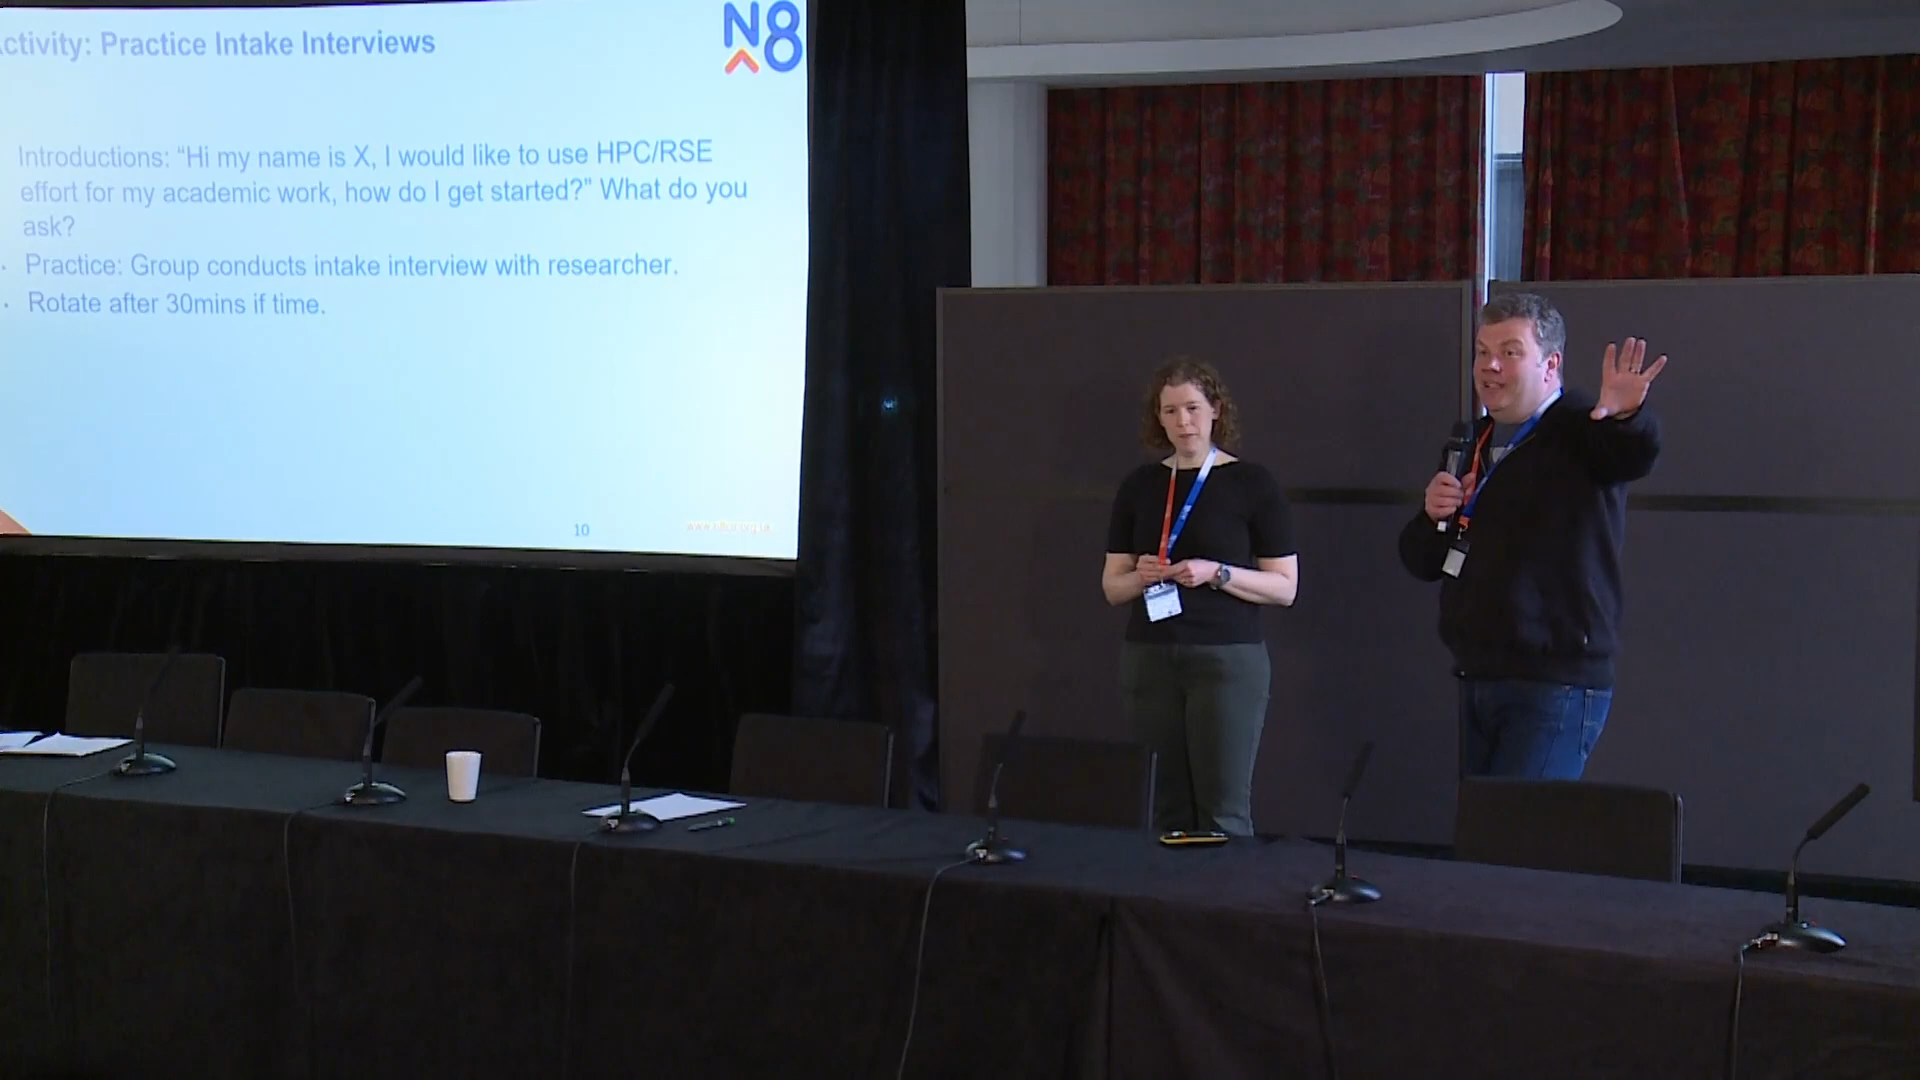 ctivity: Practice Intake Interviews
N8
Introductions: “Hi my name is X, I would like to use HPC/RSE
effort for my academic work, how do I get started?” What do you
ask?
· Practice: Group conducts intake interview with researcher.
· Rotate after 30mins if time.
10